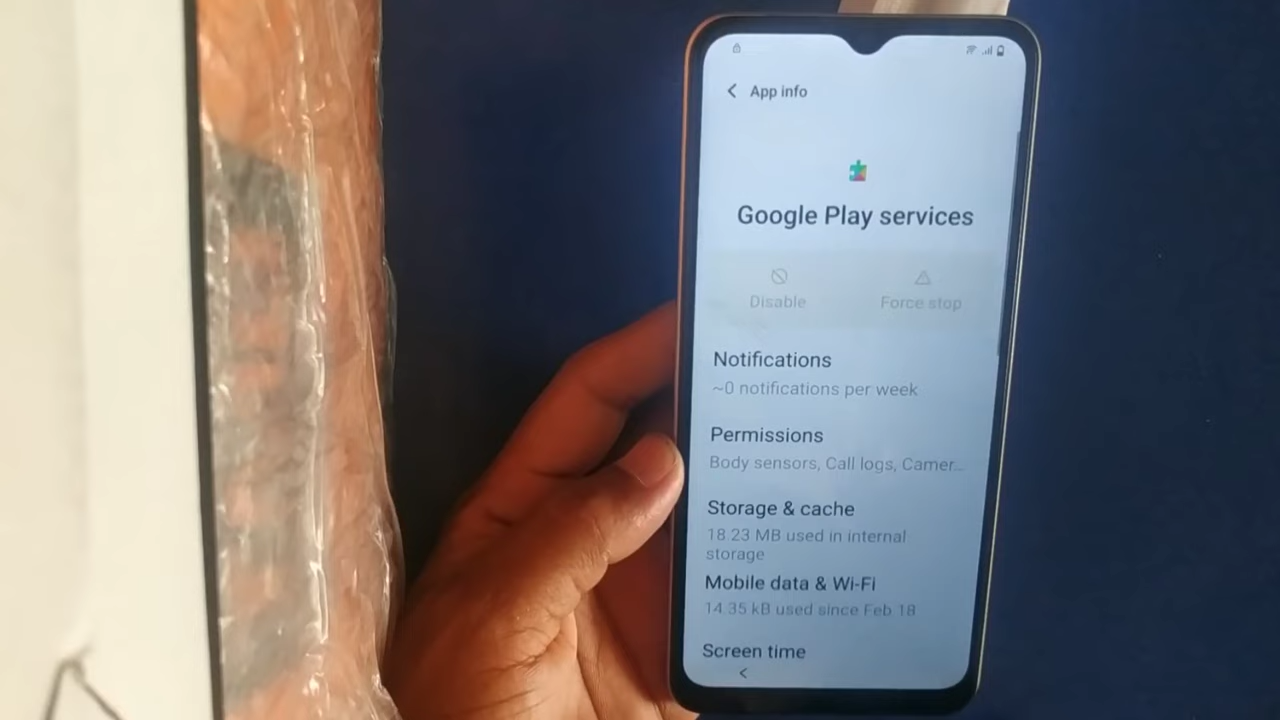 App info
Google Play services
Disable
Force stop
Notifications
~0 notifications per week
Permissions
Body sensors, Call logs, Camer...
Storage & cache
18.23 MB used in internal
storage
Mobile data & Wi-Fi
14.35 kB used since Feb 18
Screen time